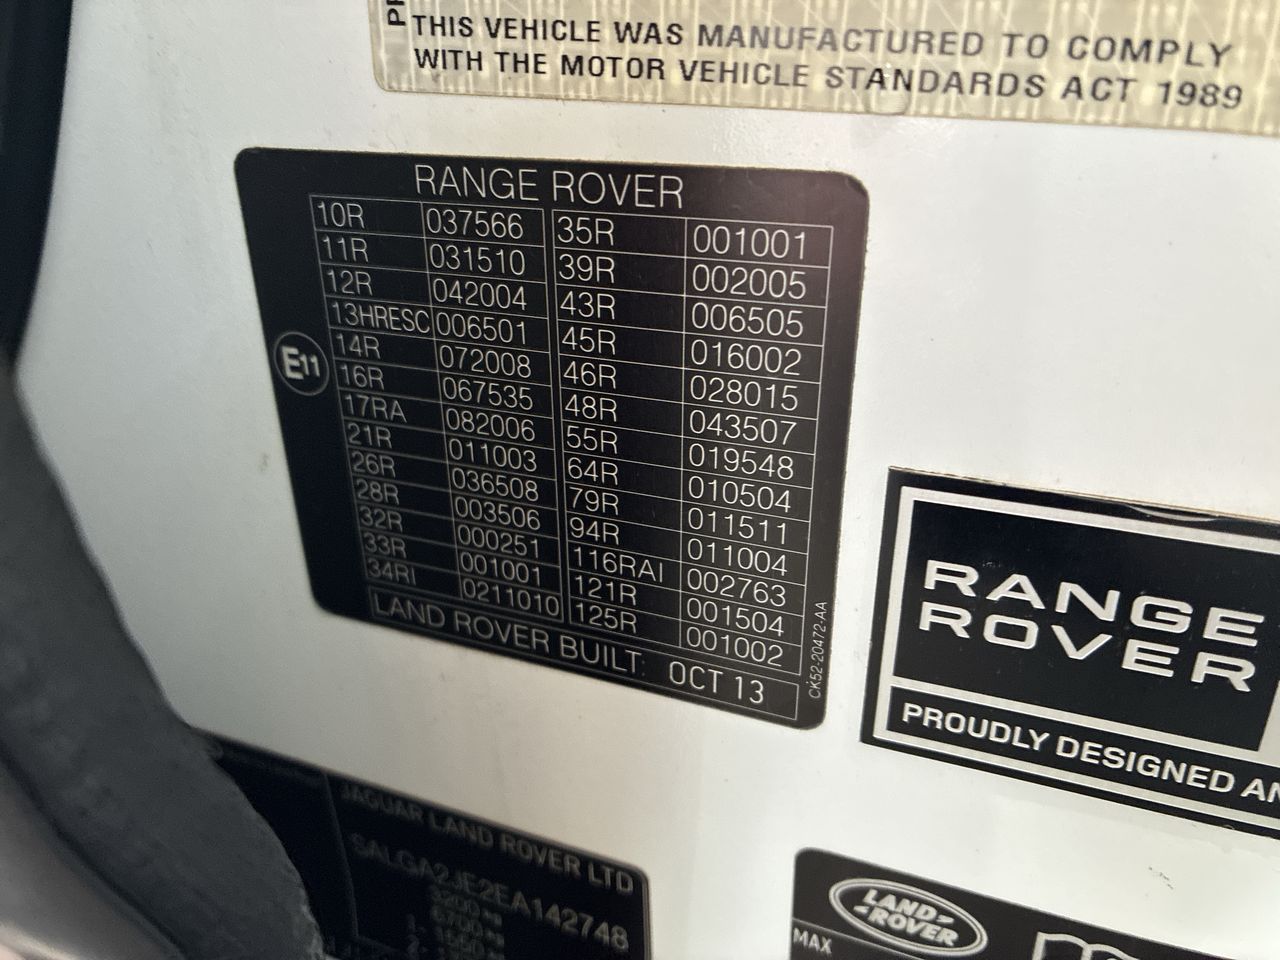 THIS VEHICLE WAS MANUFACTURED TO COMPLY
WITH THE MOTOR VEHICLE STANDARDS ACT 1989
RANGE ROVER
10R 037566 35R 001001
11R 031510 39R 002005
12R 042004 43R 006505
13HRESC 006501 45R 016002
14R 072008 46R 028015
16R 067535 48R 043507
17RA 082006 55R 019548
21R 011003 64R 010504
26R 036508 79R 011511
28R 003506 94R 011004
32R 000251 116RAI 002763
33R 001001 121R 001504
34RI 0211010 125R 001002
LAND ROVER BUILT: OCT 13
E11
CK52-20472-AA
RANGE
ROVER
PROUDLY DESIGNED
JAGUAR LAND ROVER LTD
SALGA2JE2EA142748
3200 kg
6700 kg
LAND-
-ROVER
MAX